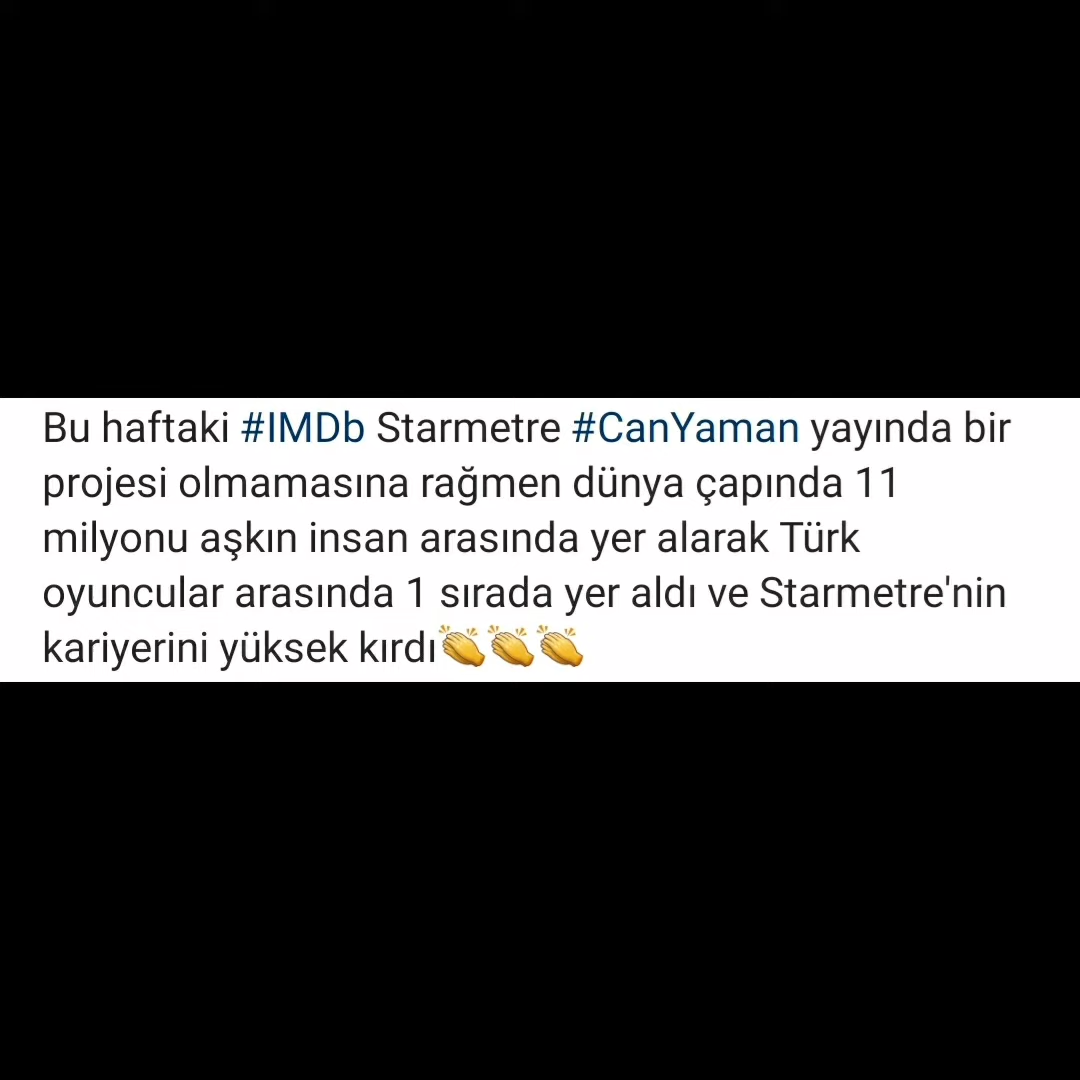 Bu haftaki #IMDb Starmetre #CanYaman yayında bir
projesi olmamasına rağmen dünya çapında 11
milyonu aşkın insan arasında yer alarak Türk
oyuncular arasında 1 sırada yer aldı ve Starmetre'nin
kariyerini yüksek kırdı👏👏👏